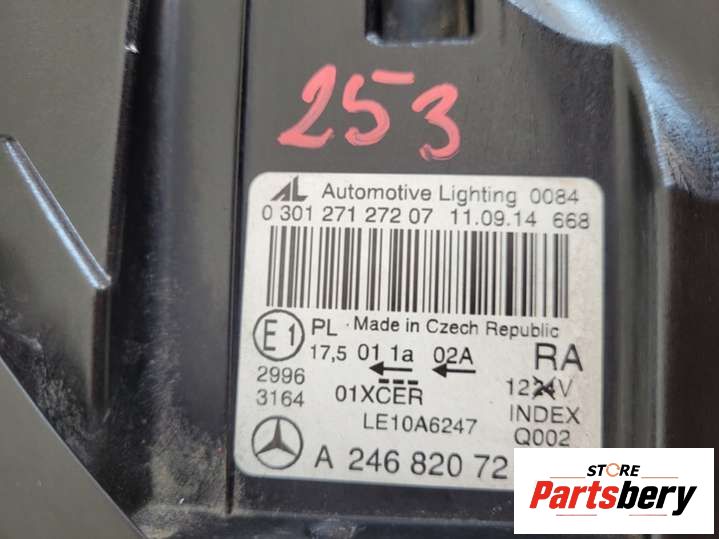 253
AL Automotive Lighting 0084
0 301 271 272 07 11.09.14 668
E1 PL Made in Czech Republic
17,5 01 1a 02A RA
2996
3164 01XCER 1224V
LE10A6247 INDEX
Q002
A 246 820 72
STORE
Partsbery